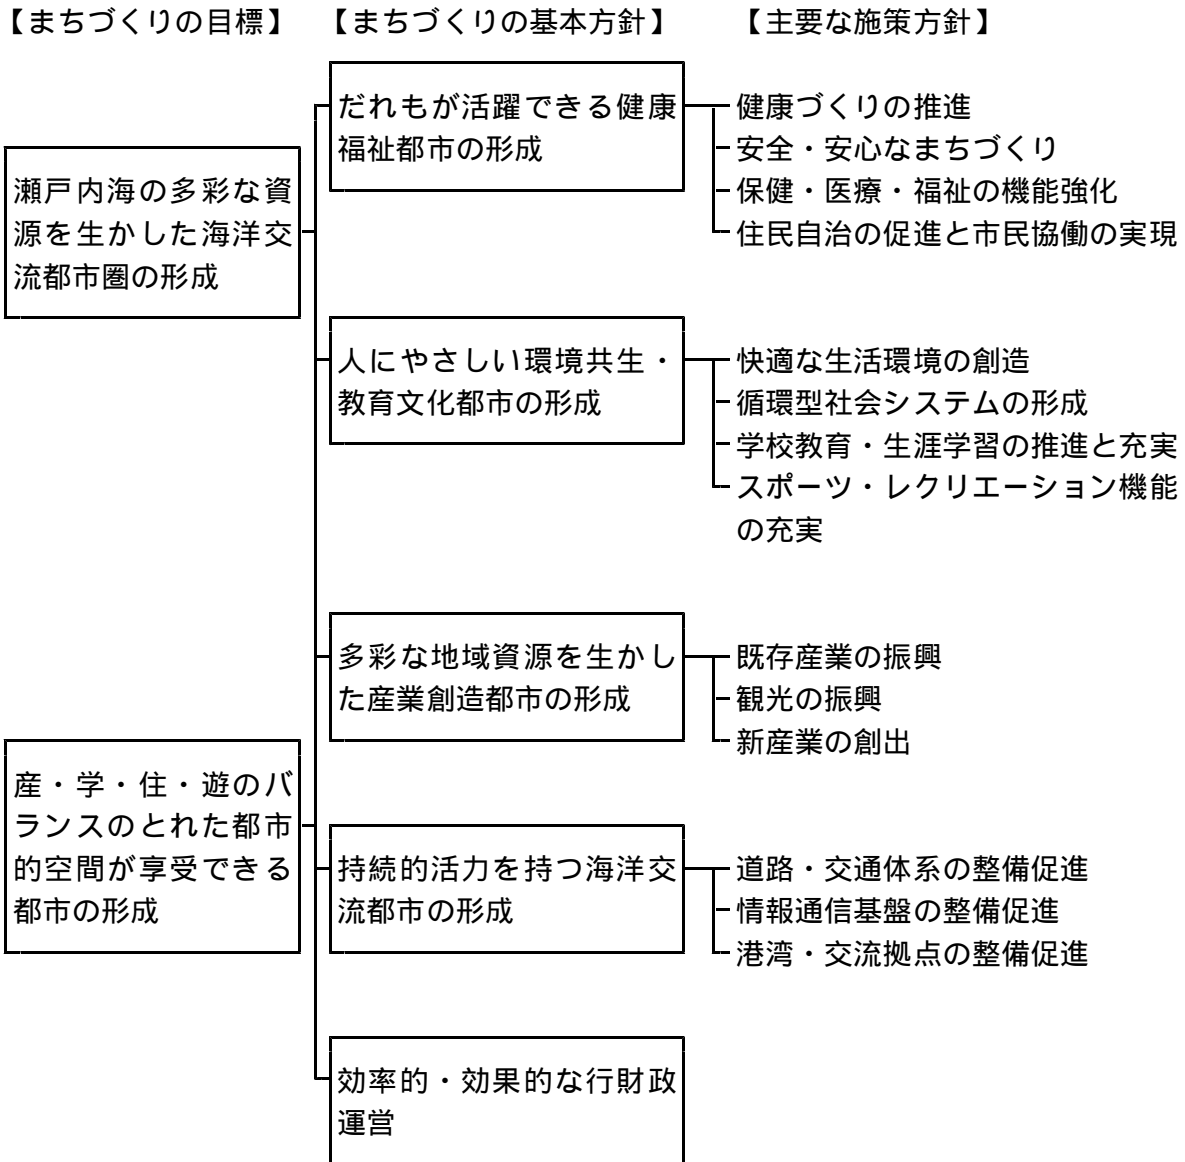 【まちづくりの目標】 【まちづくりの基本方針】 【主要な施策方針】
瀬戸内海の多彩な資
源を生かした海洋交
流都市圏の形成
産・学・住・遊のバ
ランスのとれた都市
的空間が享受できる
都市の形成
だれもが活躍できる健康
福祉都市の形成
健康づくりの推進
安全・安心なまちづくり
保健・医療・福祉の機能強化
住民自治の促進と市民協働の実現
人にやさしい環境共生・
教育文化都市の形成
快適な生活環境の創造
循環型社会システムの形成
学校教育・生涯学習の推進と充実
スポーツ・レクリエーション機能
の充実
多彩な地域資源を生かし
た産業創造都市の形成
既存産業の振興
観光の振興
新産業の創出
持続的活力を持つ海洋交
流都市の形成
道路・交通体系の整備促進
情報通信基盤の整備促進
港湾・交流拠点の整備促進
効率的・効果的な行財政
運営